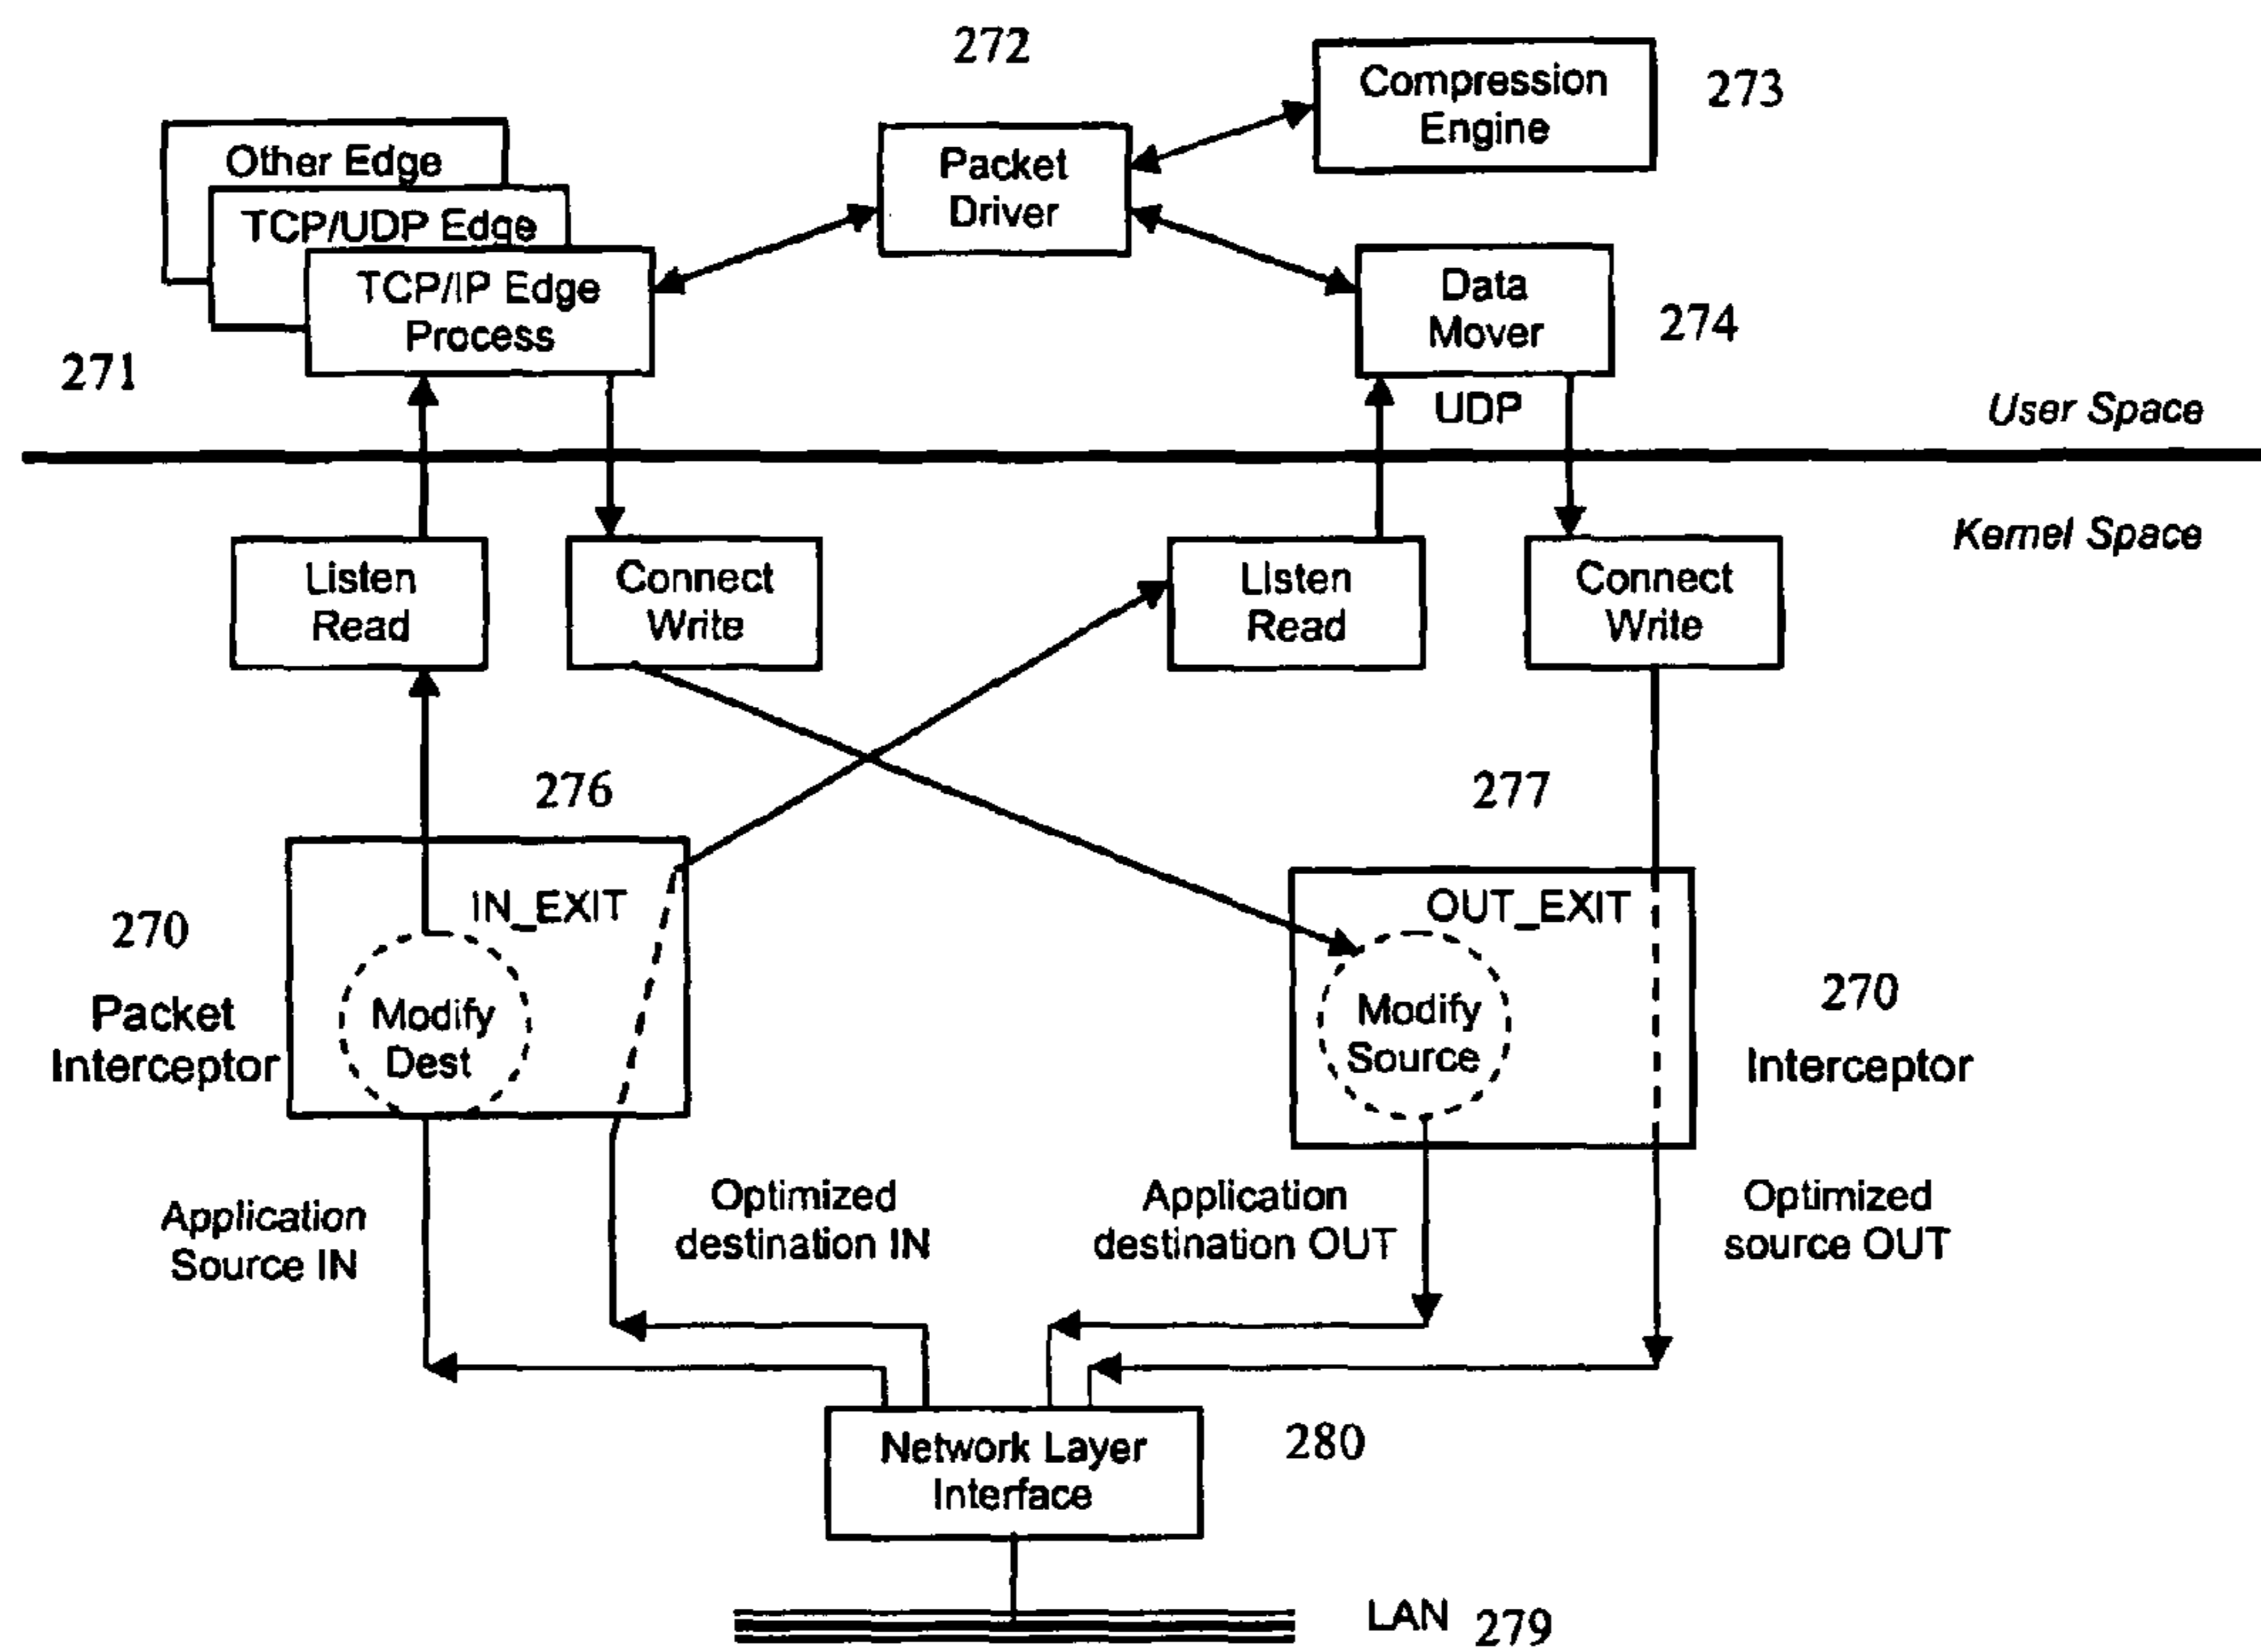 272
Compression
Engine
273
Other Edge
Packet
Driver
TCP/UDP Edge
TCP/IP Edge
Process
Data
Mover
274
271
UDP
User Space
Kernel Space
Listen
Read
Connect
Write
Listen
Read
Connect
Write
276
277
IN_EXIT
OUT_EXIT
270
Packet
Interceptor
Modify
Dest
Modify
Source
270
Interceptor
Application
Source IN
Optimized
destination IN
Application
destination OUT
Optimized
source OUT
Network Layer
Interface
280
LAN 279